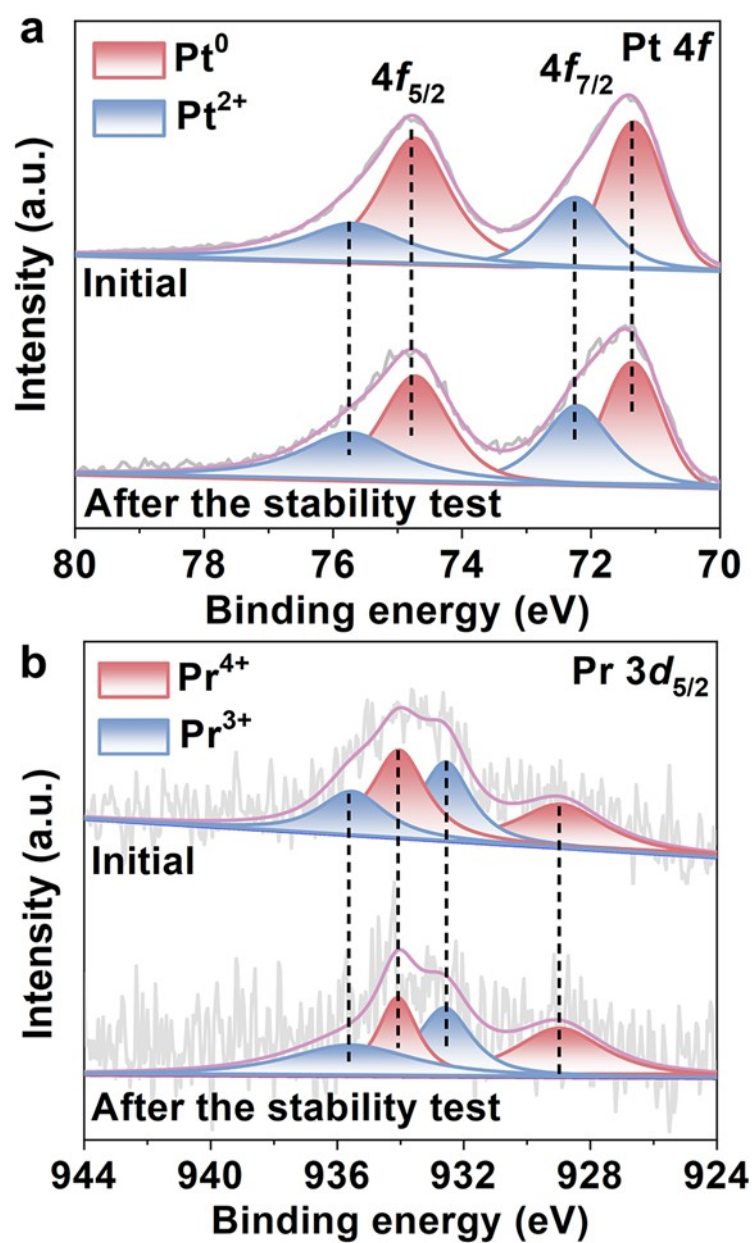 a
Pt⁰
Pt²⁺
4f₅/₂
4f₇/₂
Pt 4f
Intensity (a.u.)
Initial
After the stability test
80 78 76 74 72 70
Binding energy (eV)
b
Pr⁴⁺
Pr³⁺
Pr 3d₅/₂
Intensity (a.u.)
Initial
Intensity (a.u.)
After the stability test
944 940 936 932 928 924
Binding energy (eV)